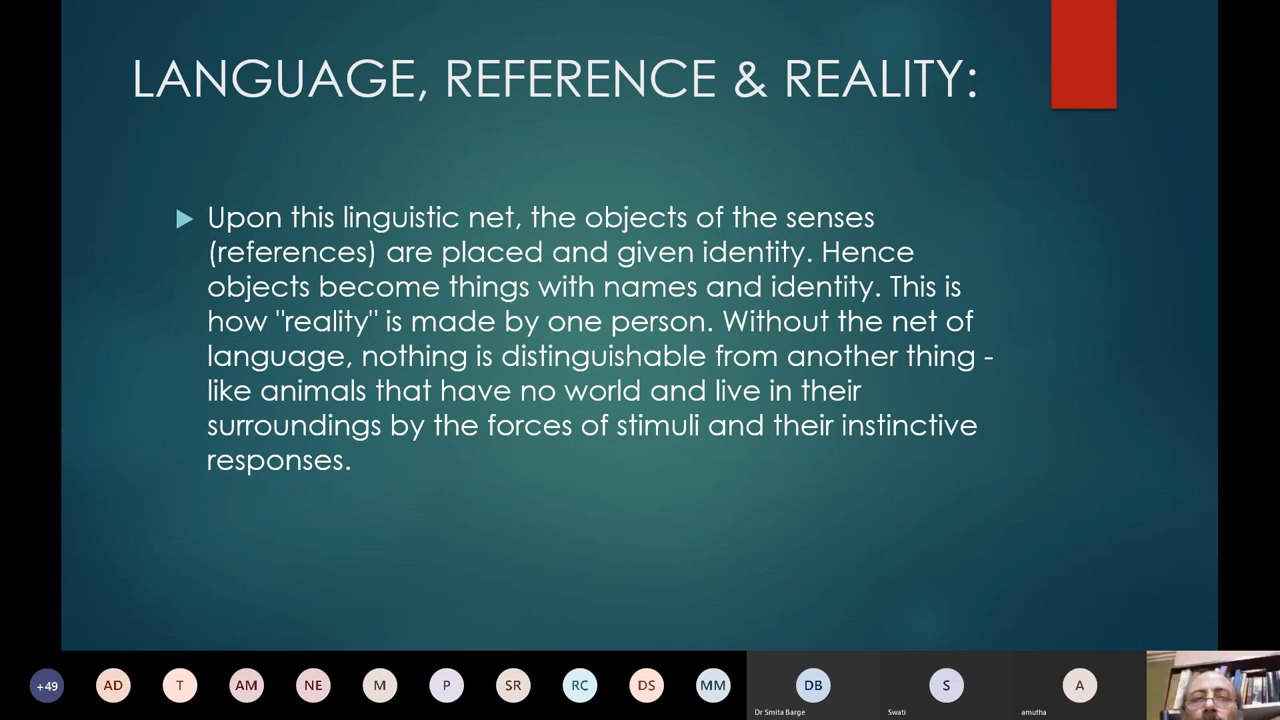 LANGUAGE, REFERENCE & REALITY:
Upon this linguistic net, the objects of the senses
(references) are placed and given identity. Hence
objects become things with names and identity. This is
how "reality" is made by one person. Without the net of
language, nothing is distinguishable from another thing -
like animals that have no world and live in their
surroundings by the forces of stimuli and their instinctive
responses.
+49
AD
T
AM
NE
M
P
SR
RC
DS
MM
DB
S
A
Dr Smita Barge
Swati
amutha